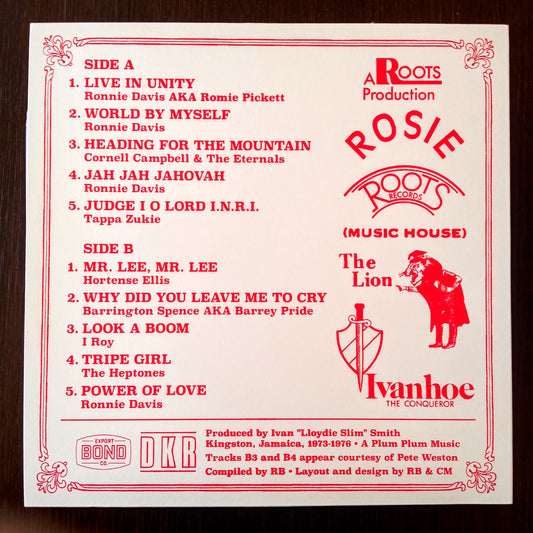 SIDE A
1. LIVE IN UNITY
Ronnie Davis AKA Romie Pickett
2. WORLD BY MYSELF
Ronnie Davis
3. HEADING FOR THE MOUNTAIN
Cornell Campbell & The Eternals
4. JAH JAH JAHOVAH
Ronnie Davis
5. JUDGE I O LORD I.N.R.I.
Tappa Zukie
SIDE B
1. MR. LEE, MR. LEE
Hortense Ellis
2. WHY DID YOU LEAVE ME TO CRY
Barrington Spence AKA Barrey Pride
3. LOOK A BOOM
I Roy
4. TRIPE GIRL
The Heptones
5. POWER OF LOVE
Ronnie Davis
A ROOTS
Production
ROSIE
ROOTS
RECORDS
(MUSIC HOUSE)
The
Lion
Ivanhoe
THE CONQUEROR
EXPORT
BOND
CO.
DKR
Produced by Ivan "Lloydie Slim" Smith
Kingston, Jamaica, 1973-1976 • A Plum Plum Music
Tracks B3 and B4 appear courtesy of Pete Weston
Compiled by RB • Layout and design by RB & CM